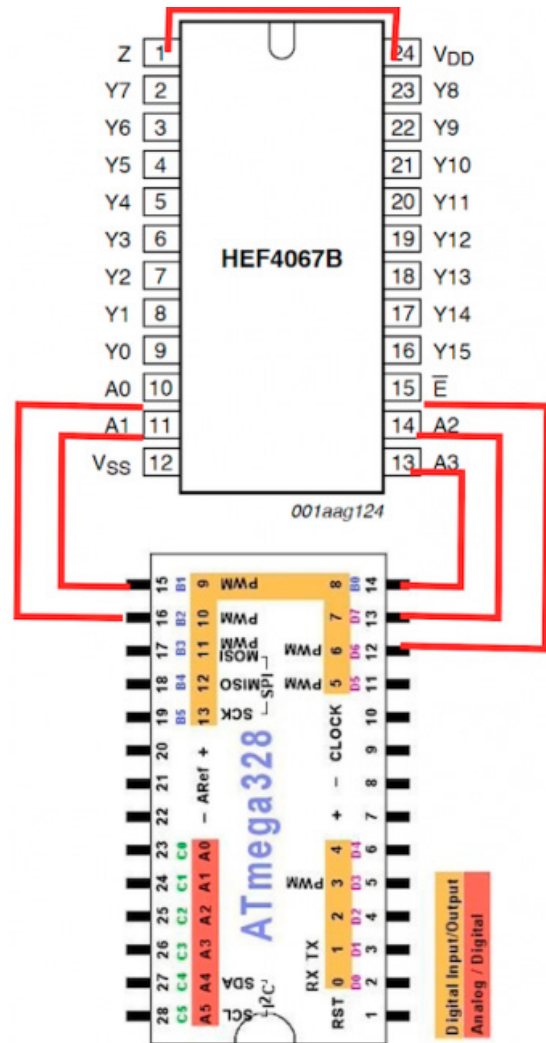 Z 1 24 VDD
Y7 2 23 Y8
Y6 3 22 Y9
Y5 4 21 Y10
Y4 5 20 Y11
Y3 6 19 Y12
HEF4067B
Y2 7 18 Y13
Y1 8 17 Y14
Y0 9 16 Y15
A0 10 15 E
A1 11 14 A2
VSS 12 13 A3
001aag124
15 B1 9 PWM 8 B0 14
16 B2 10 PWM 7 D7 13
17 B3 11 PWM MOSI PWM 6 D6 12
18 B4 12 MISO SPI PWM 5 D5 11
19 B5 13 SCK 10
20 + CLOCK 9
21 ARef - 8
22 - + 7
ATmega328
23 C0 A0 4 D4 6
24 C1 A1 PWM 3 D3 5
25 C2 A2 2 D2 4
26 C3 A3 RX TX 1 D1 3
27 C4 A4 SDA 0 D0 2
28 C5 A5 SCL I2C RST 1
Digital Input/Output
Analog / Digital